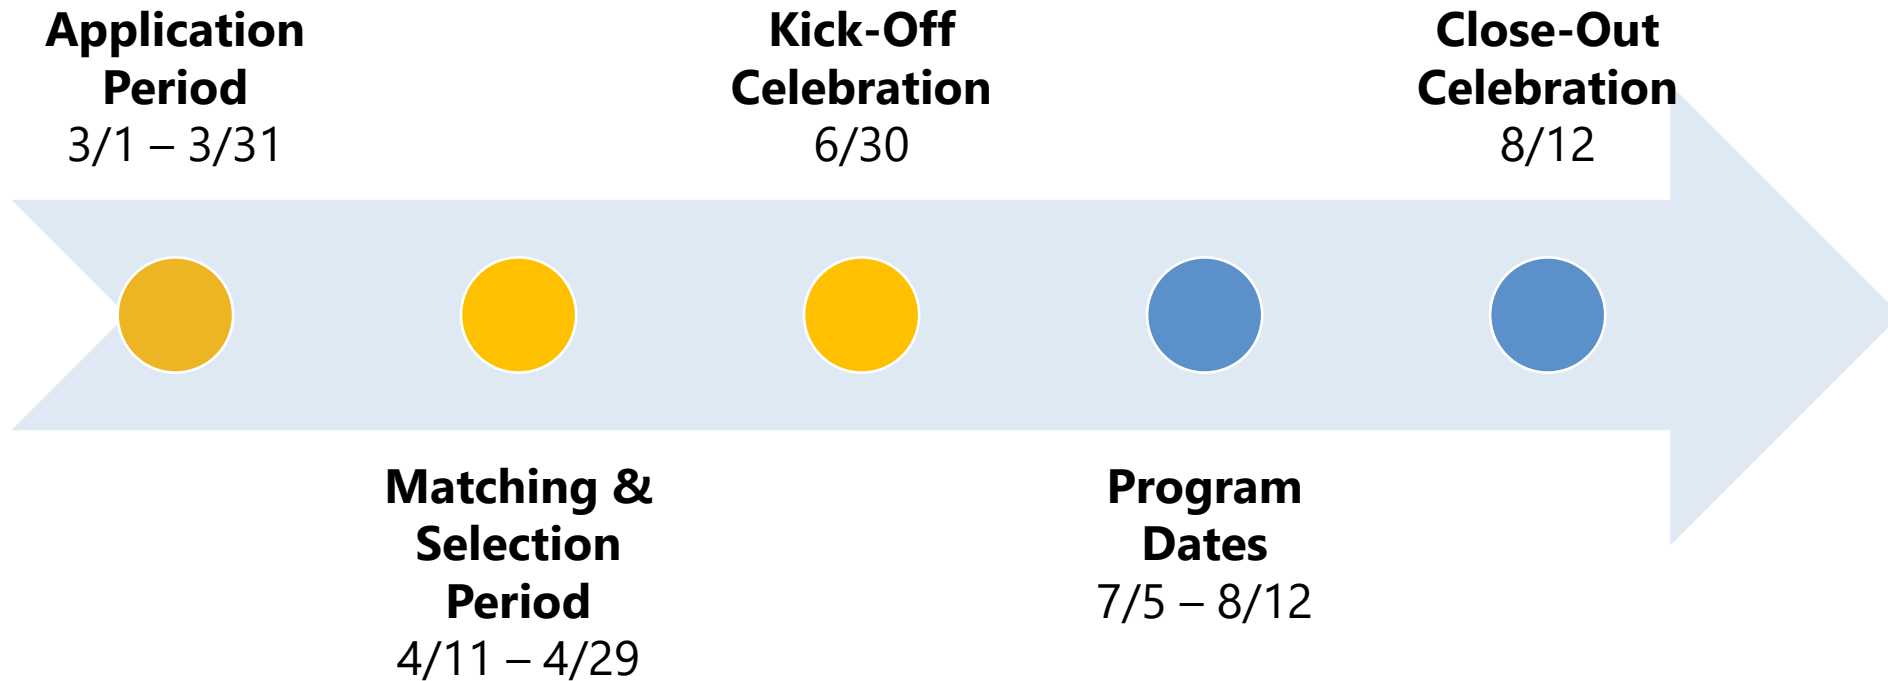 Application
Period
3/1 – 3/31
Kick-Off
Celebration
6/30
Close-Out
Celebration
8/12
Matching &
Selection
Period
4/11 – 4/29
Program
Dates
7/5 – 8/12